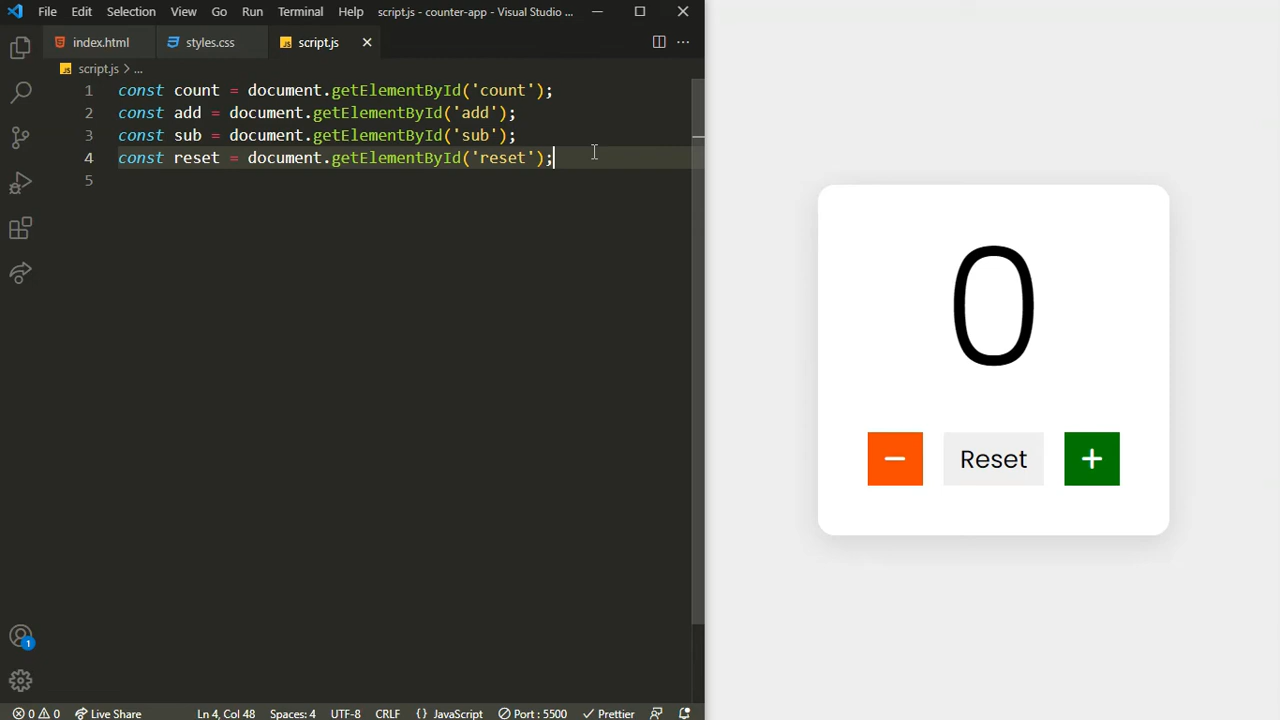 File Edit Selection View Go Run Terminal Help script.js - counter-app - Visual Studio ...
index.html styles.css JS script.js
JS script.js > ...
1 const count = document.getElementById('count');
2 const add = document.getElementById('add');
3 const sub = document.getElementById('sub');
4 const reset = document.getElementById('reset');
5
0
− Reset +
1
0 0 Live Share Ln 4, Col 48 Spaces: 4 UTF-8 CRLF {} JavaScript Port : 5500 Prettier